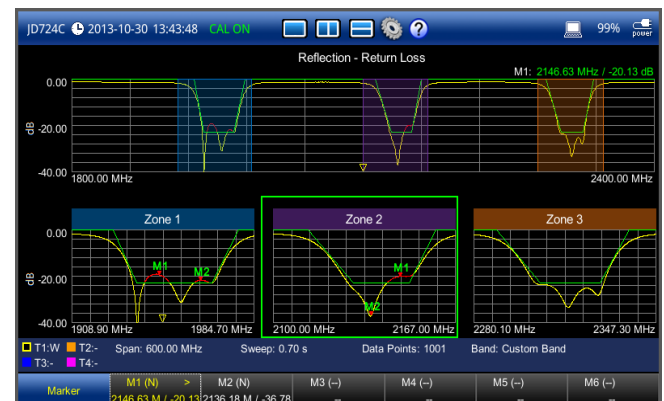 JD724C 2013-10-30 13:43:48 CAL ON ? 99% power
Reflection - Return Loss
M1: 2146.63 MHz / -20.13 dB
0.00
dB -20.00
-40.00
1800.00 MHz 2400.00 MHz
Zone 1 Zone 2 Zone 3
0.00
M1 M2 M1
dB -20.00
M2
-40.00
1908.90 MHz 1984.70 MHz 2100.00 MHz 2167.00 MHz 2280.10 MHz 2347.30 MHz
T1:W T2:- Span: 600.00 MHz Sweep: 0.70 s Data Points: 1001 Band: Custom Band
T3:- T4:-
Marker M1 (N) > M2 (N) M3 (--) M4 (--) M5 (--) M6 (--)
2146.63 M / -20.13 2136.18 M / -36.78 -- -- -- --